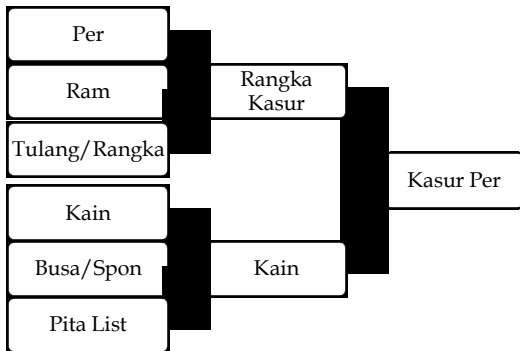 Per
Ram
Tulang/Rangka
Kain
Busa/Spon
Pita List
Rangka
Kasur
Kain
Kasur Per